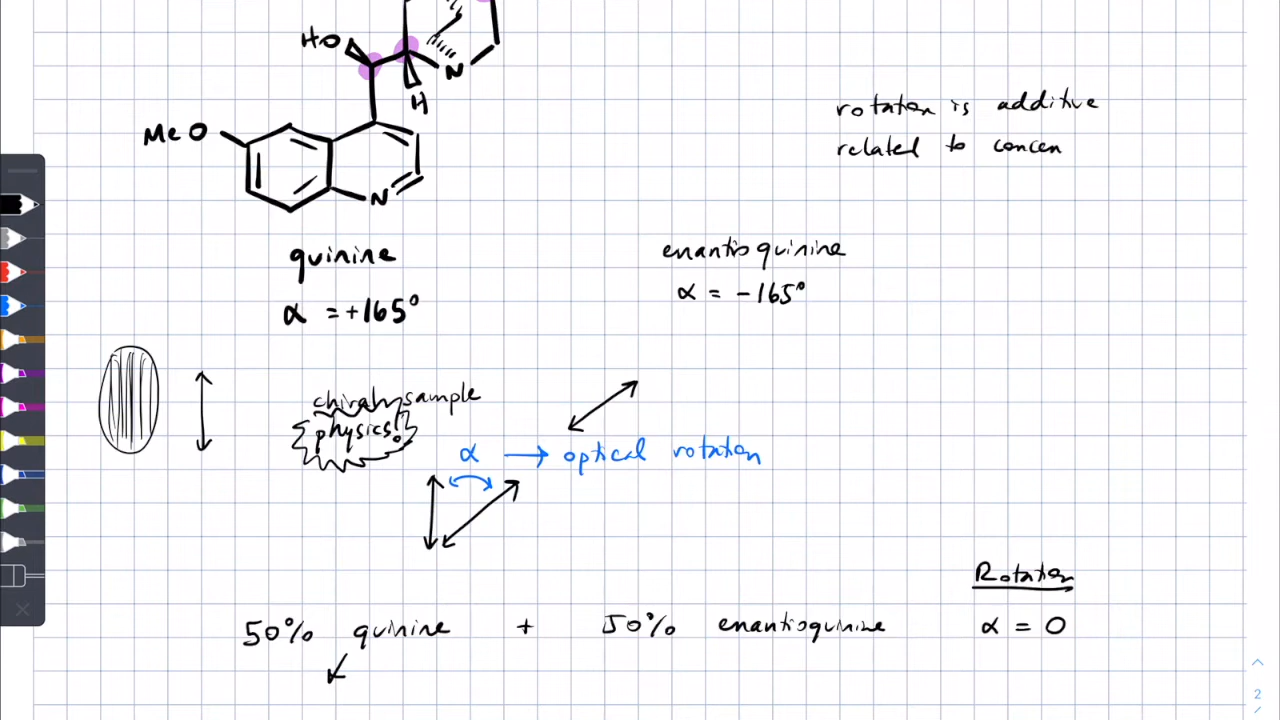 HO
N
H
MeO
N
rotation is additive
related to concen
quinine
α = +165°
enantioquinine
α = -165°
chiral sample
physics!
α → optical rotation
Rotation
50% quinine + 50% enantioquinine α = 0
2